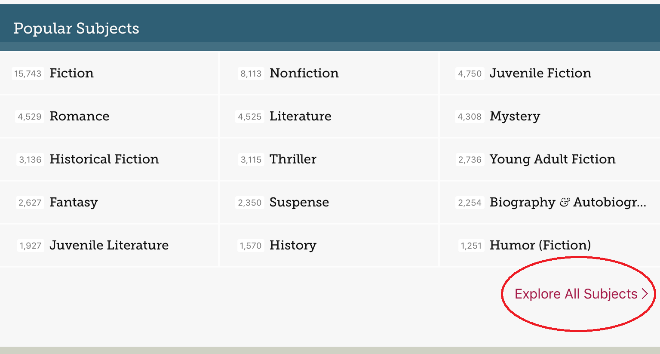 Popular Subjects
15,743 Fiction 8,113 Nonfiction 4,750 Juvenile Fiction
4,529 Romance 4,525 Literature 4,308 Mystery
3,136 Historical Fiction 3,115 Thriller 2,736 Young Adult Fiction
2,627 Fantasy 2,350 Suspense 2,254 Biography & Autobiogr...
1,927 Juvenile Literature 1,570 History 1,251 Humor (Fiction)
Explore All Subjects >